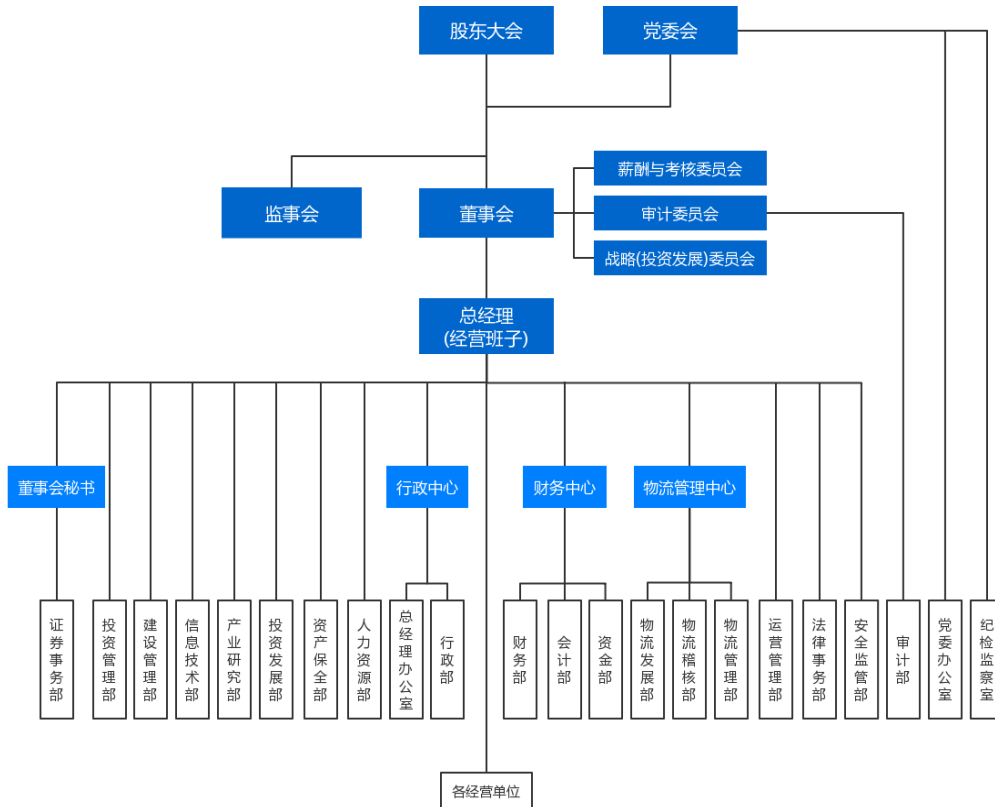 股东大会
党委会
薪酬与考核委员会
监事会
董事会
审计委员会
战略(投资发展)委员会
总经理
(经营班子)
董事会秘书
行政中心
财务中心
物流管理中心
证券事务部
投资管理部
建设管理部
信息技术部
产业研究部
投资发展部
资产保全部
人力资源部
总经理办公室
行政部
财务部
会计部
资金部
物流发展部
物流稽核部
物流管理部
运营管理部
法律事务部
安全监管部
审计部
党委办公室
纪检监察室
各经营单位